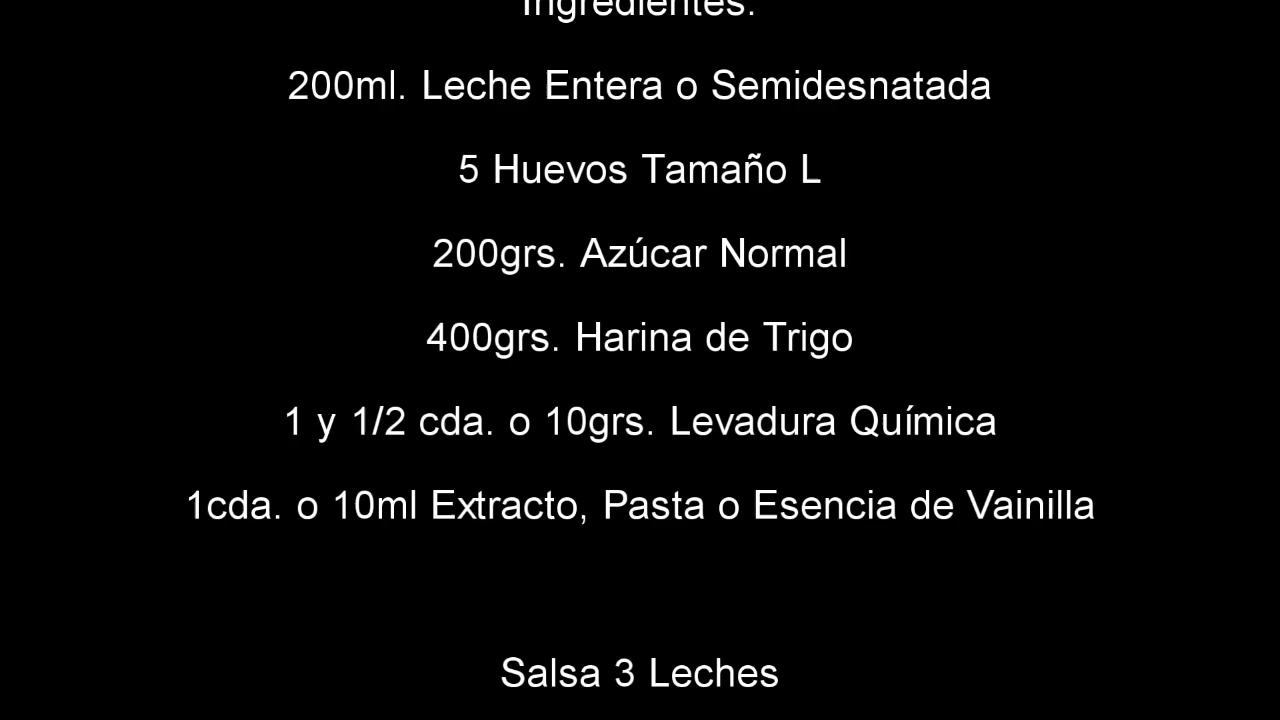 Ingredientes:
200ml. Leche Entera o Semidesnatada
5 Huevos Tamaño L
200grs. Azúcar Normal
400grs. Harina de Trigo
1 y 1/2 cda. o 10grs. Levadura Química
1cda. o 10ml Extracto, Pasta o Esencia de Vainilla
Salsa 3 Leches